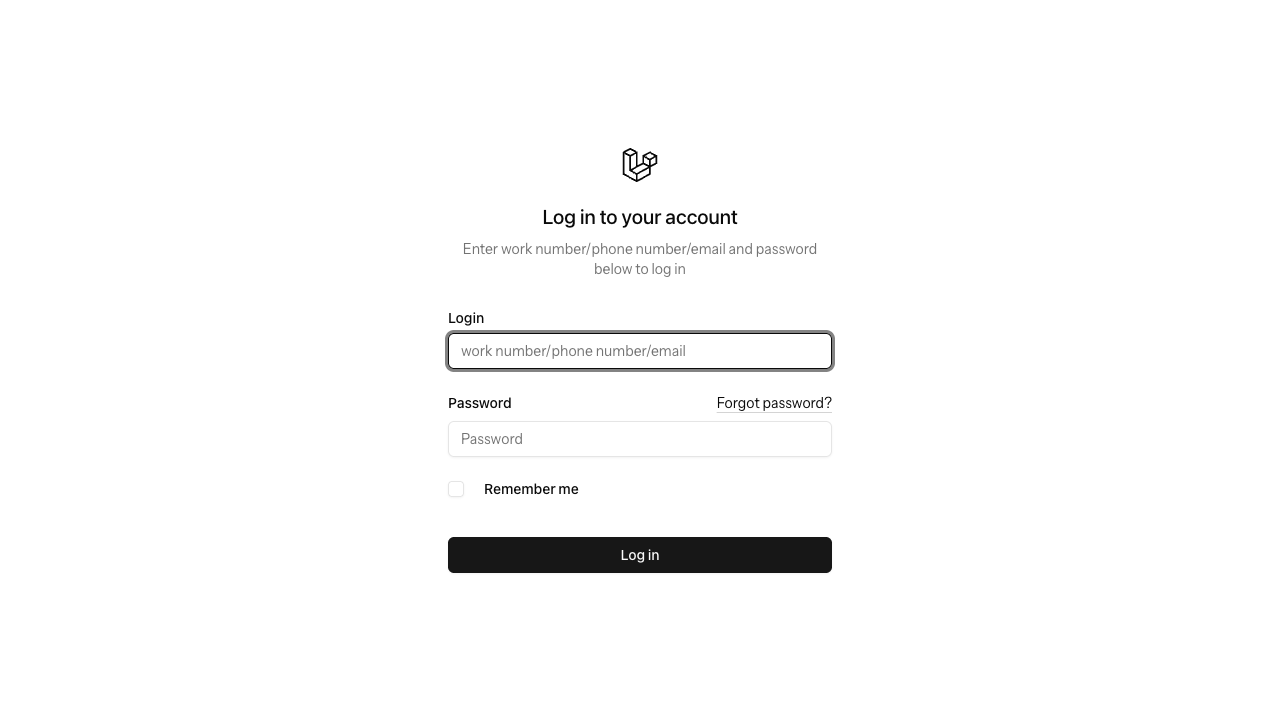 Log in to your account
Enter work number/phone number/email and password
below to log in
Login
work number/phone number/email
Password
Forgot password?
Password
Remember me
Log in